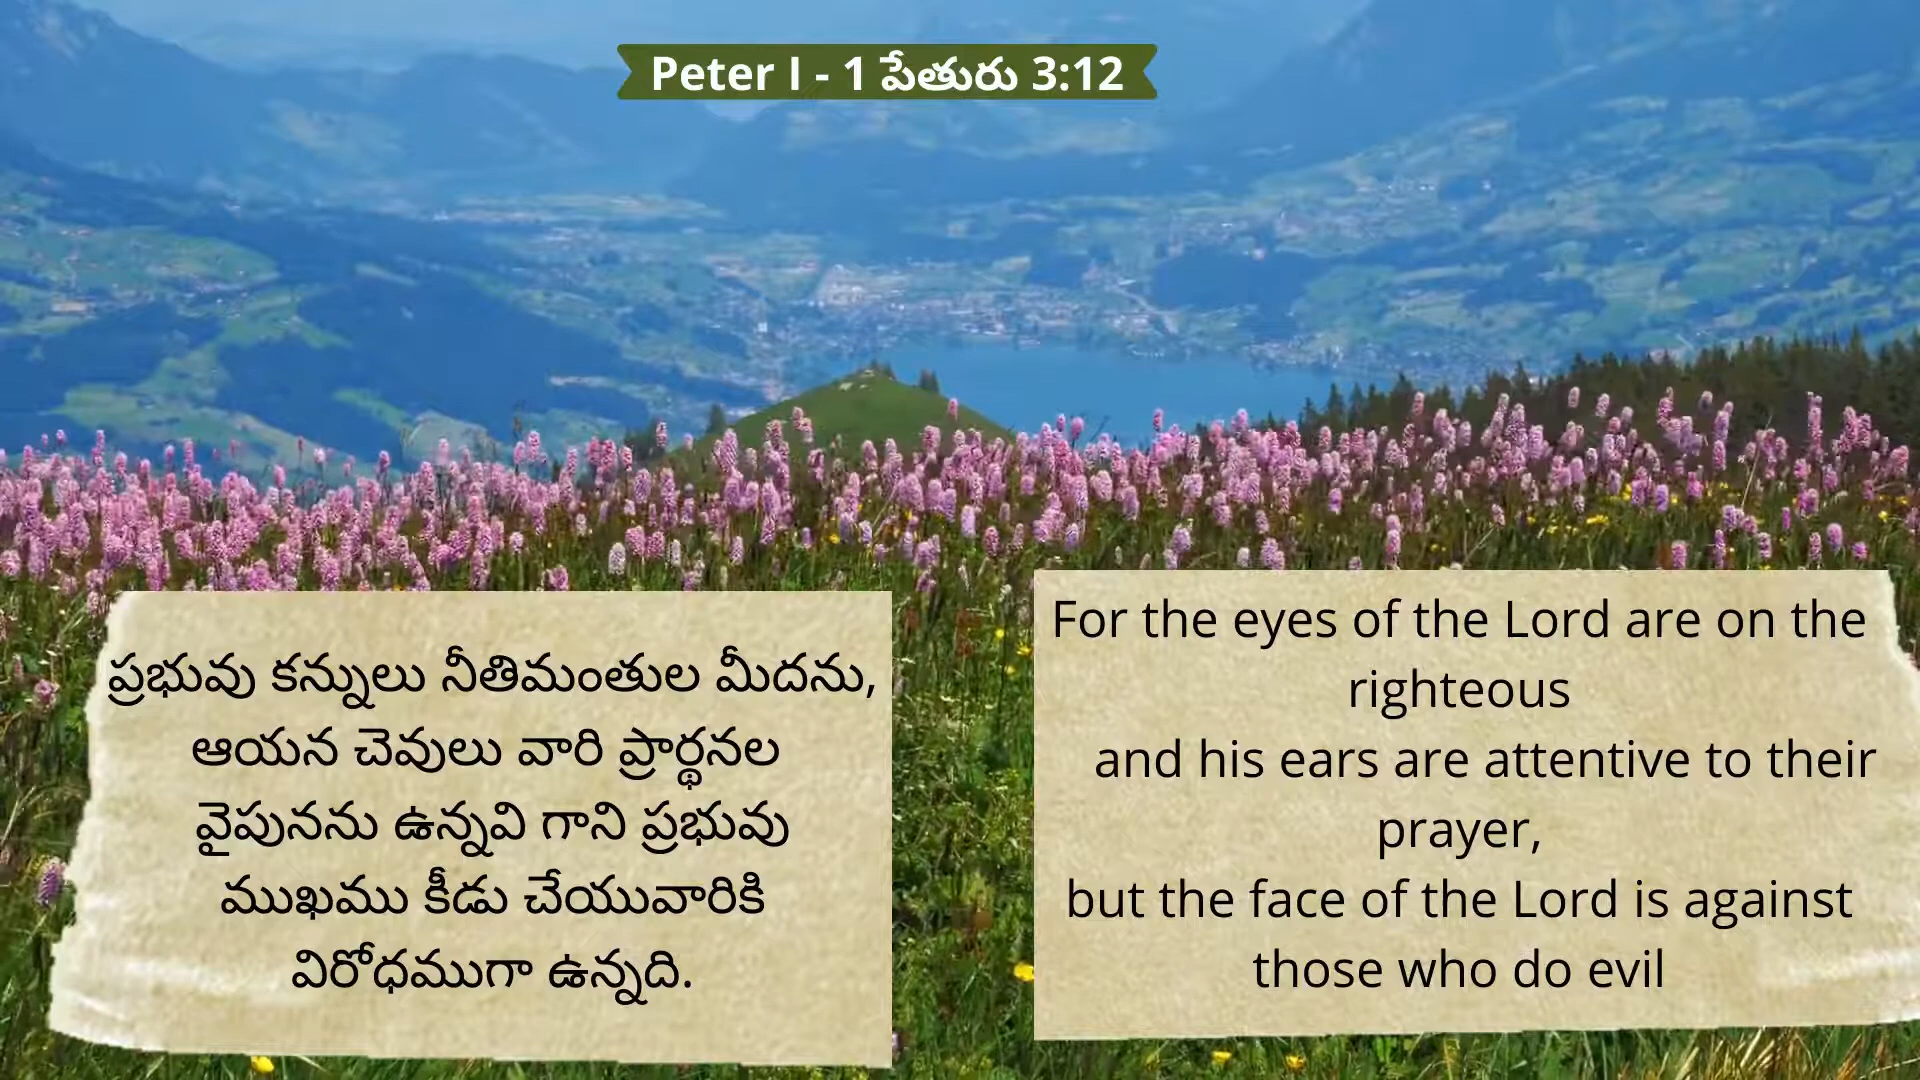 Peter I - 1 పేతురు 3:12
ప్రభువు కన్నులు నీతిమంతుల మీదను,
ఆయన చెవులు వారి ప్రార్థనల
వైపునను ఉన్నవి గాని ప్రభువు
ముఖము కీడు చేయువారికి
విరోధముగా ఉన్నది.
For the eyes of the Lord are on the
righteous
and his ears are attentive to their
prayer,
but the face of the Lord is against
those who do evil